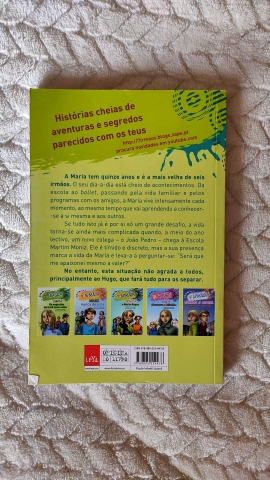 Histórias cheias de
aventuras e segredos
parecidos com os teus
A Maria tem quinze anos e é a mais velha de seis
irmãos. O seu dia-a-dia está cheio de acontecimentos. Da
escola ao ballet, passando pela vida familiar e pelos
programas com os amigos, a Maria vive intensamente cada
momento, ao mesmo tempo que vai aprendendo a conhecer-
-se a si mesma e aos outros.
Se tudo isto já é por si só um grande desafio, a vida
torna-se ainda mais complicada quando, a meio do ano
lectivo, um novo colega – o João Pedro – chega à Escola
Martim Moniz. Ele é tímido e discreto, mas a sua presença
marca a vida da Maria e leva-a a perguntar-se: "Será que
me apaixonei mesmo a valer?"
No entanto, esta situação não agrada a todos,
principalmente ao Hugo, que fará tudo para os separar.
LEYA
OFICINA
DO LIVRO